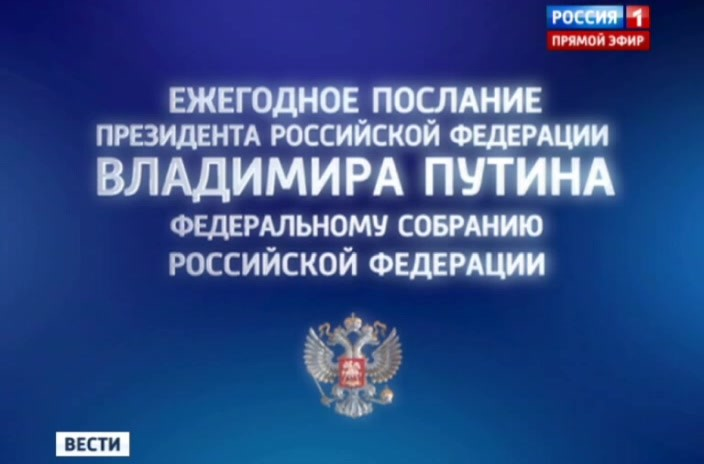 РОССИЯ 1
ПРЯМОЙ ЭФИР
ЕЖЕГОДНОЕ ПОСЛАНИЕ
ПРЕЗИДЕНТА РОССИЙСКОЙ ФЕДЕРАЦИИ
ВЛАДИМИРА ПУТИНА
ФЕДЕРАЛЬНОМУ СОБРАНИЮ
РОССИЙСКОЙ ФЕДЕРАЦИИ
ВЕСТИ